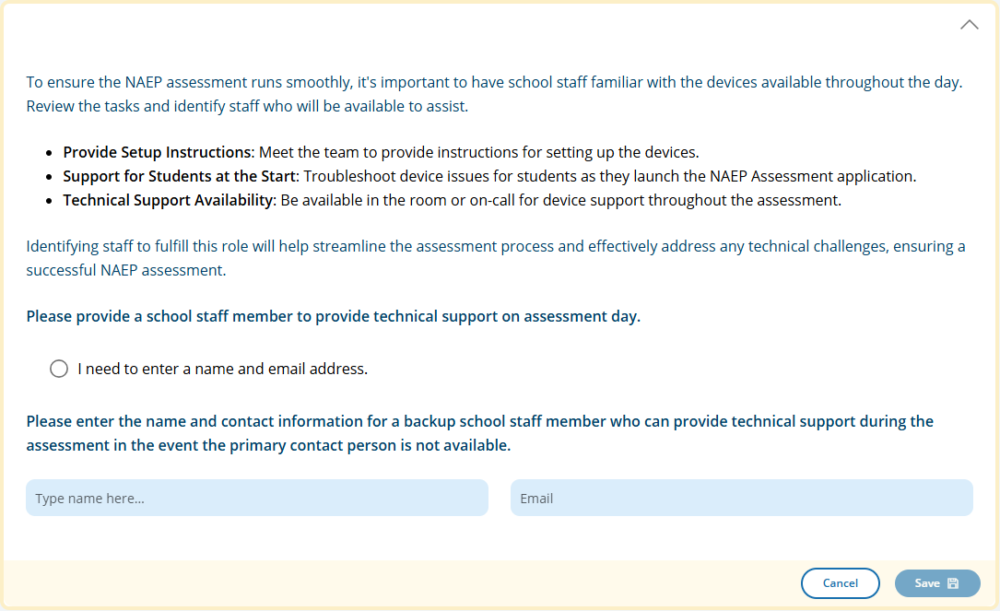 To ensure the NAEP assessment runs smoothly, it's important to have school staff familiar with the devices available throughout the day.
Review the tasks and identify staff who will be available to assist.
• Provide Setup Instructions: Meet the team to provide instructions for setting up the devices.
• Support for Students at the Start: Troubleshoot device issues for students as they launch the NAEP Assessment application.
• Technical Support Availability: Be available in the room or on-call for device support throughout the assessment.
Identifying staff to fulfill this role will help streamline the assessment process and effectively address any technical challenges, ensuring a
successful NAEP assessment.
Please provide a school staff member to provide technical support on assessment day.
I need to enter a name and email address.
Please enter the name and contact information for a backup school staff member who can provide technical support during the
assessment in the event the primary contact person is not available.
Type name here...
Email
Cancel
Save